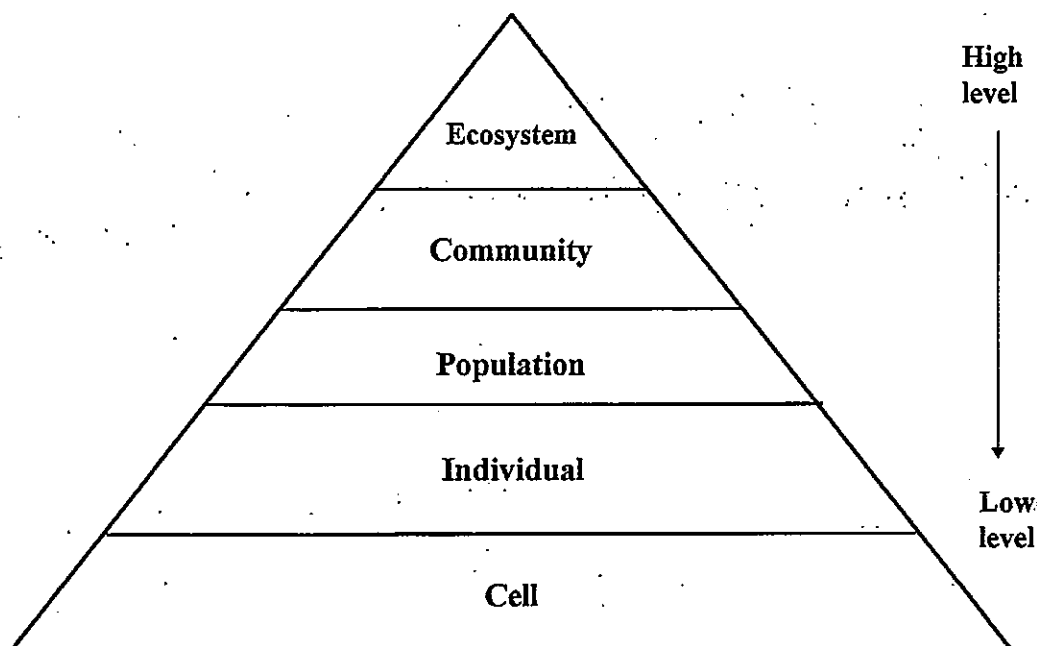 High
level
Ecosystem
Community
Population
Individual
Low
level
Cell